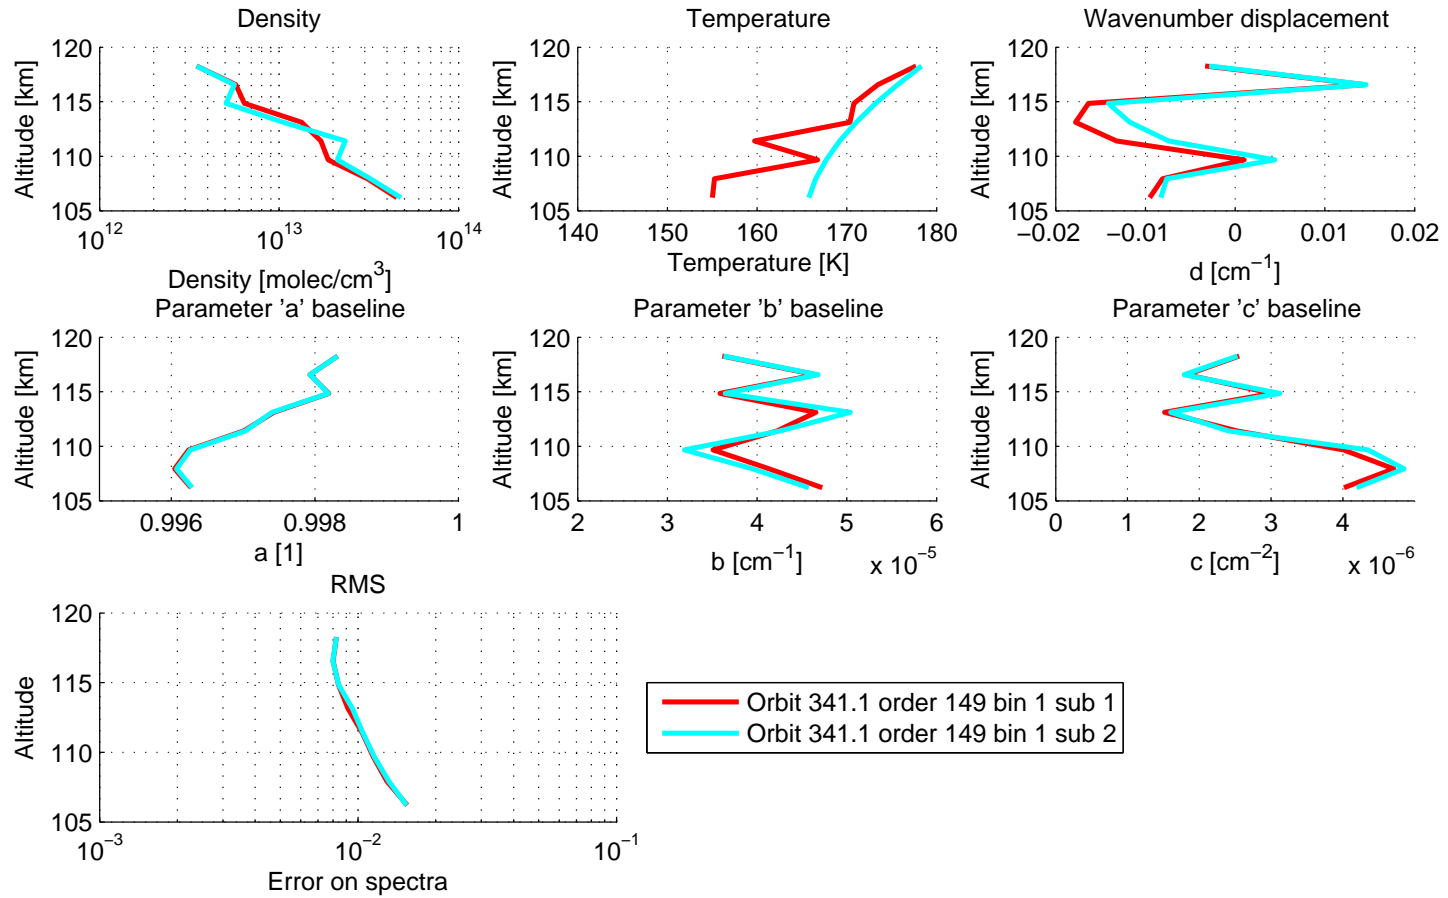 Density
120
115
110
105
Altitude [km]
10^12
10^13
10^14
Density [molec/cm^3]
Temperature
120
115
110
105
Altitude [km]
140
150
160
170
180
Temperature [K]
Wavenumber displacement
120
115
110
105
Altitude [km]
−0.02
−0.01
0
0.01
0.02
d [cm^−1]
Parameter 'a' baseline
120
115
110
105
Altitude [km]
0.996
0.998
1
a [1]
Parameter 'b' baseline
120
115
110
105
Altitude [km]
2
3
4
5
6
b [cm^−1]
x 10^−5
Parameter 'c' baseline
120
115
110
105
Altitude [km]
0
1
2
3
4
c [cm^−2]
x 10^−6
RMS
120
115
110
105
Altitude
10^−3
10^−2
10^−1
Error on spectra
Orbit 341.1 order 149 bin 1 sub 1
Orbit 341.1 order 149 bin 1 sub 2